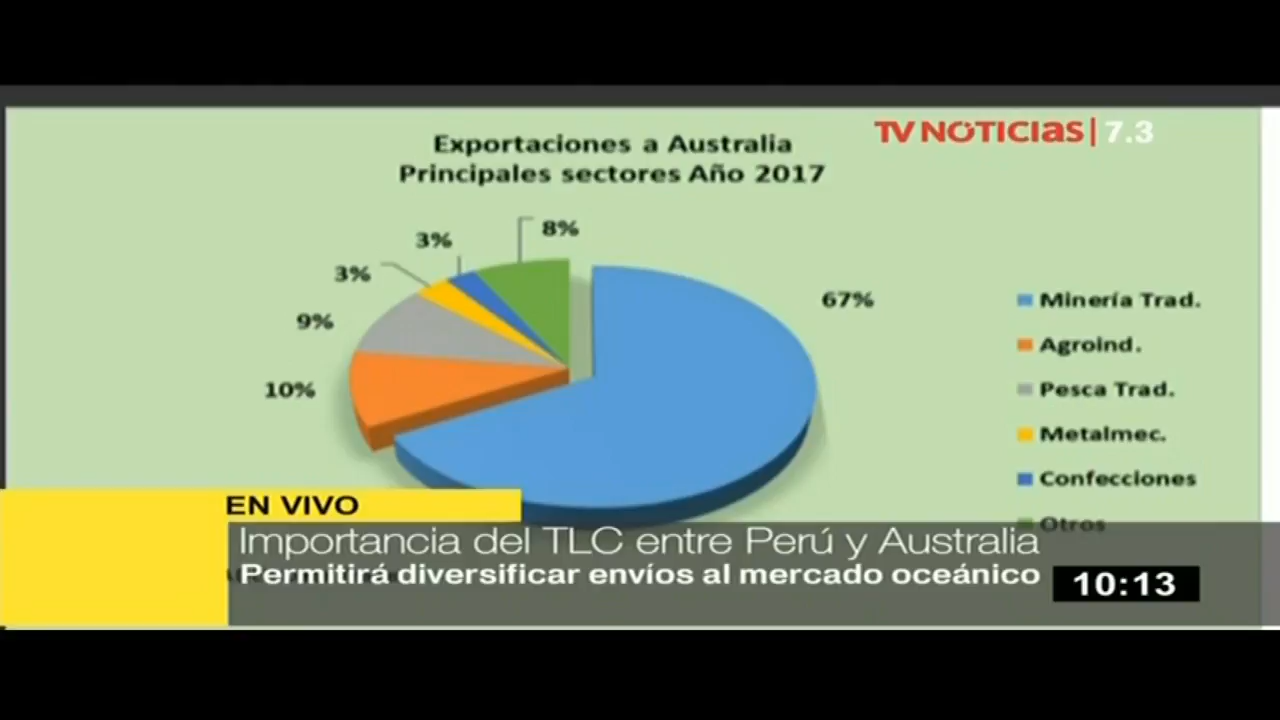 TV NOTICIAS | 7.3
Exportaciones a Australia
Principales sectores Año 2017
8%
3%
3%
67%
9%
10%
Minería Trad.
Agroind.
Pesca Trad.
Metalmec.
Confecciones
Otros
EN VIVO
Importancia del TLC entre Perú y Australia
Permitirá diversificar envíos al mercado oceánico
10:13